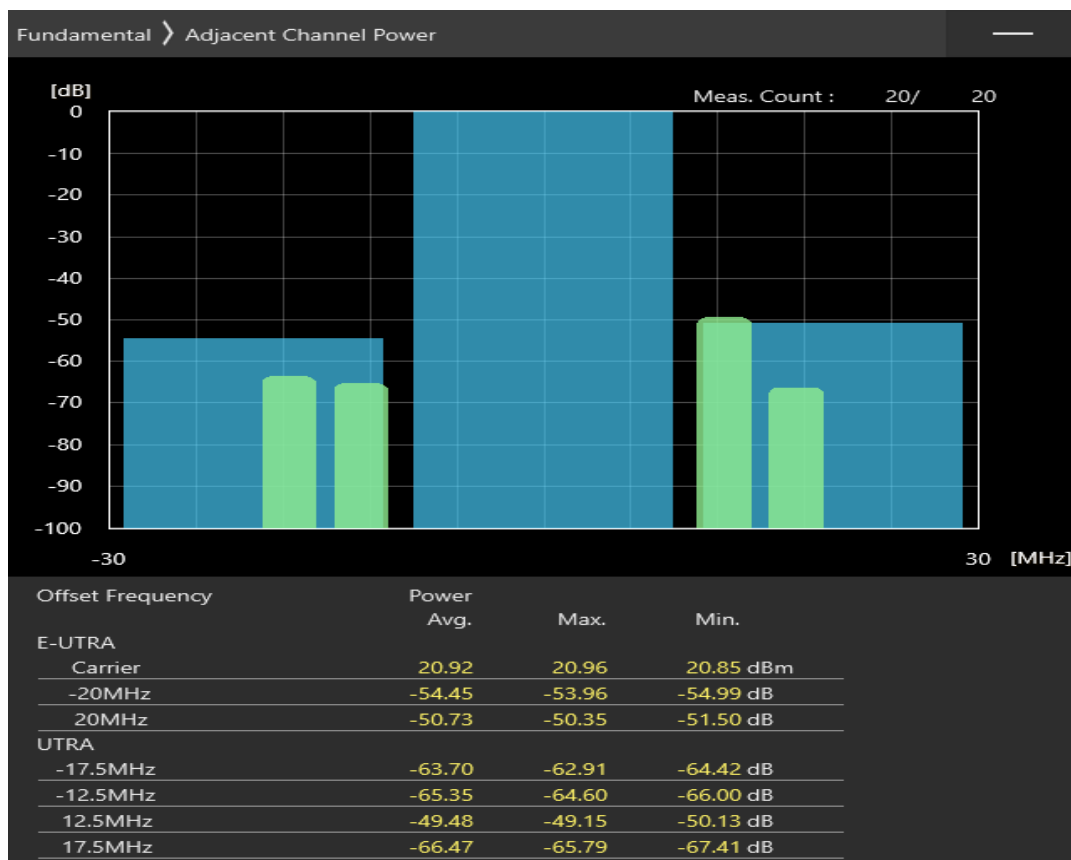 Fundamental ❯ Adjacent Channel Power
[dB]
Meas. Count : 20/ 20
0
-10
-20
-30
-40
-50
-60
-70
-80
-90
-100
-30 30 [MHz]
Offset Frequency Power
Avg. Max. Min.
E-UTRA
Carrier 20.92 20.96 20.85 dBm
-20MHz -54.45 -53.96 -54.99 dB
20MHz -50.73 -50.35 -51.50 dB
UTRA
-17.5MHz -63.70 -62.91 -64.42 dB
-12.5MHz -65.35 -64.60 -66.00 dB
12.5MHz -49.48 -49.15 -50.13 dB
17.5MHz -66.47 -65.79 -67.41 dB